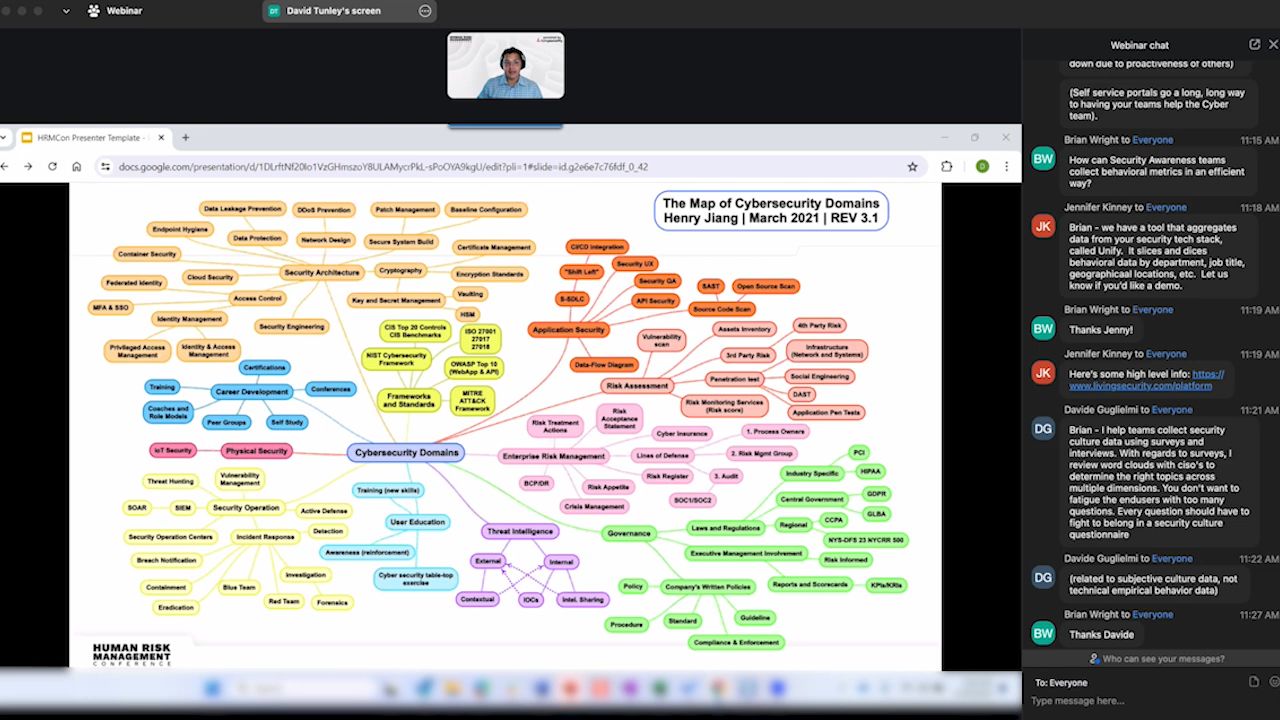 Webinar
DT David Tunley's screen
HRMCon Presenter Template -
docs.google.com/presentation/d/1DLrftNf20Io1VzGHmszoY8ULAMycrPkL-sPoOYA9kgU/edit?pli=1#slide=id.g2e6e7c76fdf_0_42
The Map of Cybersecurity Domains
Henry Jiang | March 2021 | REV 3.1
Data Leakage Prevention
DDoS Prevention
Patch Management
Baseline Configuration
Endpoint Hygiene
Data Protection
Network Design
Secure System Build
Container Security
Certificate Management
Cloud Security
Security Architecture
Cryptography
Encryption Standards
Federated Identity
Access Control
Key and Secret Management
Vaulting
HSM
MFA & SSO
Identity Management
Security Engineering
Privileged Access
Management
Identity & Access
Management
CIS Top 20 Controls
CIS Benchmarks
ISO 27001
27017
27018
NIST Cybersecurity
Framework
OWASP Top 10
(WebApp & API)
Frameworks
and Standards
MITRE
ATT&CK
Framework
CI/CD integration
"Shift Left"
Security UX
Security QA
S-SDLC
API Security
SAST
Open Source Scan
Source Code Scan
Application Security
Data-Flow Diagram
Vulnerability
scan
Assets Inventory
4th Party Risk
3rd Party Risk
Infrastructure
(Network and Systems)
Risk Assessment
Penetration test
Social Engineering
DAST
Risk Monitoring Services
(Risk score)
Application Pen Tests
Certifications
Training
Career Development
Conferences
Coaches and
Role Models
Peer Groups
Self Study
IoT Security
Physical Security
Cybersecurity Domains
Risk Treatment
Actions
Risk
Acceptance
Statement
Cyber Insurance
1. Process Owners
Enterprise Risk Management
Lines of Defense
2. Risk Mgmt Group
Risk Register
3. Audit
BCP/DR
Risk Appetite
SOC1/SOC2
Crisis Management
Threat Hunting
Vulnerability
Management
SOAR
SIEM
Security Operation
Active Defense
Security Operation Centers
Incident Response
Detection
Breach Notification
Investigation
Containment
Blue Team
Eradication
Red Team
Forensics
Training (new skills)
User Education
Awareness (reinforcement)
Cyber security table-top
exercise
Threat Intelligence
External
Internal
Contextual
IOCs
Intel. Sharing
Governance
Laws and Regulations
Industry Specific
PCI
HIPAA
Central Government
GDPR
GLBA
Regional
CCPA
NYS-DFS 23 NYCRR 500
Executive Management Involvement
Risk Informed
Reports and Scorecards
KPIs/KRIs
Policy
Company's Written Policies
Procedure
Standard
Guideline
Compliance & Enforcement
HUMAN RISK
MANAGEMENT
CONFERENCE
Webinar chat
down due to proactiveness of others)
(Self service portals go a long, long way
to having your teams help the Cyber
team).
Brian Wright to Everyone 11:15 AM
BW
How can Security Awareness teams
collect behavioral metrics in an efficient
way?
Jennifer Kinney to Everyone 11:18 AM
JK
Brian - we have a tool that aggregates
data from your security tech stack,
called Unify. It slices and dices
behavioral data by department, job title,
geographicaal locations, etc. Let us
know if you'd like a demo.
Brian Wright to Everyone 11:19 AM
BW
Thanks Jenny!
Jennifer Kinney to Everyone 11:19 AM
JK
Here's some high level info: https://
www.livingsecurity.com/platform
Davide Guglielmi to Everyone 11:21 AM
DG
Brian - I help teams collect security
culture data using surveys and
interviews. With regards to surveys, I
review word clouds with ciso's to
determine the right topics across
multiple dimensions. You don't want to
fatigue the answerers with too many
questions. Every question should have to
fight to be on a security culture
questionnaire
Davide Guglielmi to Everyone 11:22 AM
DG
(relates to subjective culture data not
technical empirical behavior data)
Brian Wright to Everyone 11:27 AM
BW
Thanks Davide
Who can see your messages?
To: Everyone
Type message here...